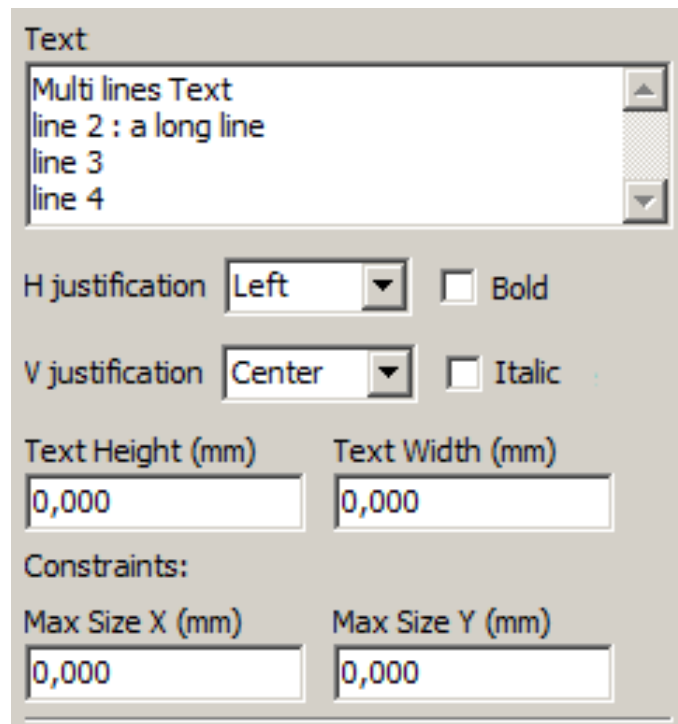 Text
Multi lines Text
line 2 : a long line
line 3
line 4
H justification Left Bold
V justification Center Italic
Text Height (mm) Text Width (mm)
0,000 0,000
Constraints:
Max Size X (mm) Max Size Y (mm)
0,000 0,000